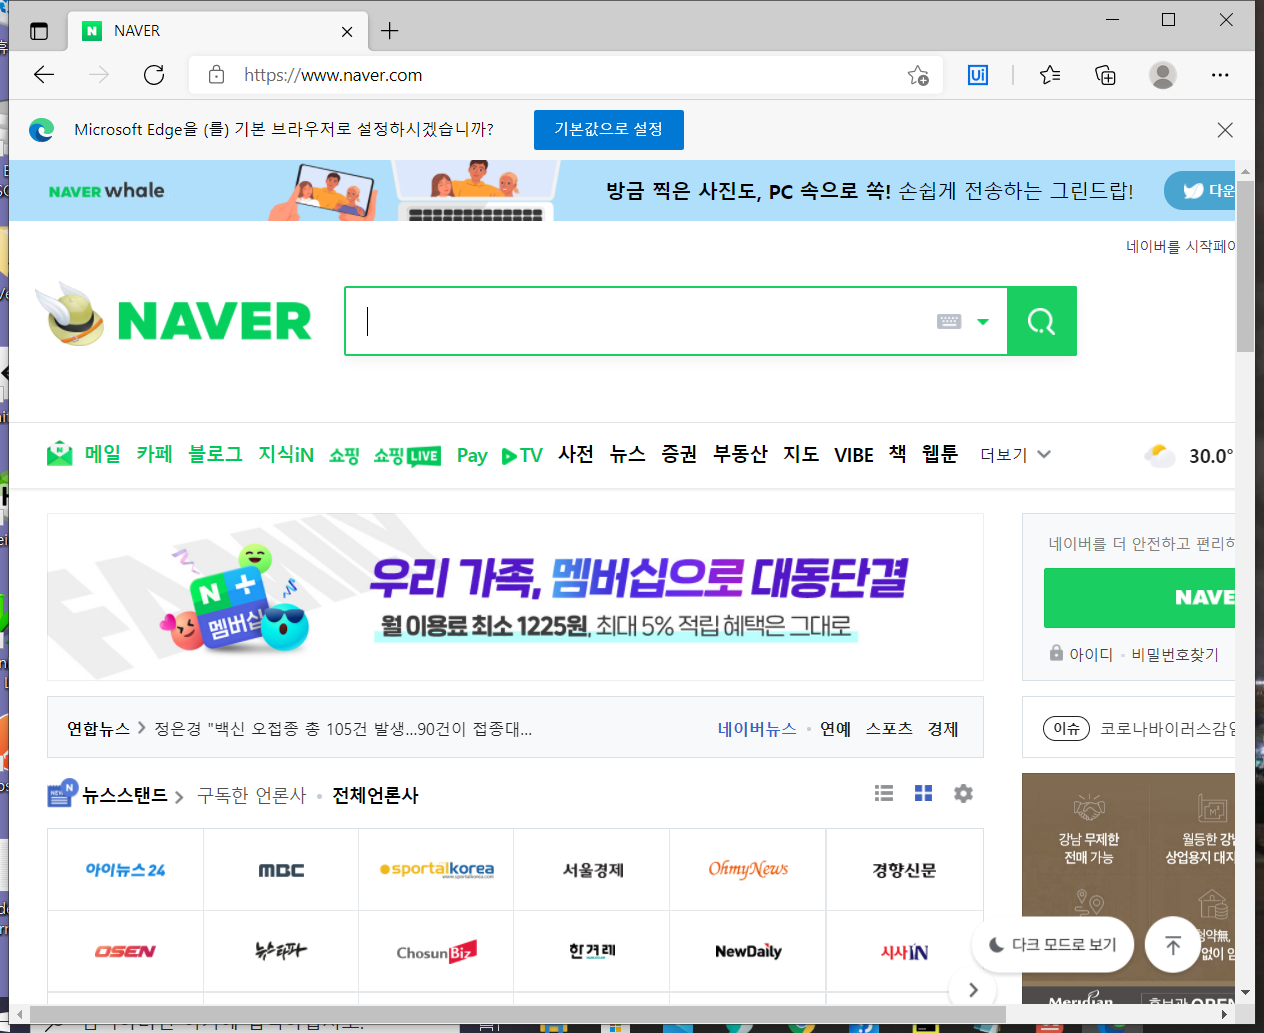 NAVER
https://www.naver.com
Ui
Microsoft Edge을 (를) 기본 브라우저로 설정하시겠습니까?
기본값으로 설정
NAVER whale
방금 찍은 사진도, PC 속으로 쏙! 손쉽게 전송하는 그린드랍!
다운
네이버를 시작페이
NAVER
메일 카페 블로그 지식iN 쇼핑 쇼핑LIVE Pay TV 사전 뉴스 증권 부동산 지도 VIBE 책 웹툰 더보기
30.0°
우리 가족, 멤버십으로 대동단결
월 이용료 최소 1225원, 최대 5% 적립 혜택은 그대로
N +
멤버십
네이버를 더 안전하고 편리하
NAVE
아이디 · 비밀번호찾기
연합뉴스 > 정은경 "백신 오접종 총 105건 발생...90건이 접종대...
네이버뉴스 · 연예 스포츠 경제
이슈 코로나바이러스감염
뉴스스탠드 > 구독한 언론사 · 전체언론사
아이뉴스24 MBC sportalkorea 서울경제 OhmyNews 경향신문
www.sportalkorea.com
OSEN 뉴스타파 ChosunBiz 한겨레 NewDaily 시사IN
강남 무제한
전매 가능
월등한 강남
상업용지 대지
청약無,
없이
다크 모드로 보기
Meridian
홍보관 OPEN